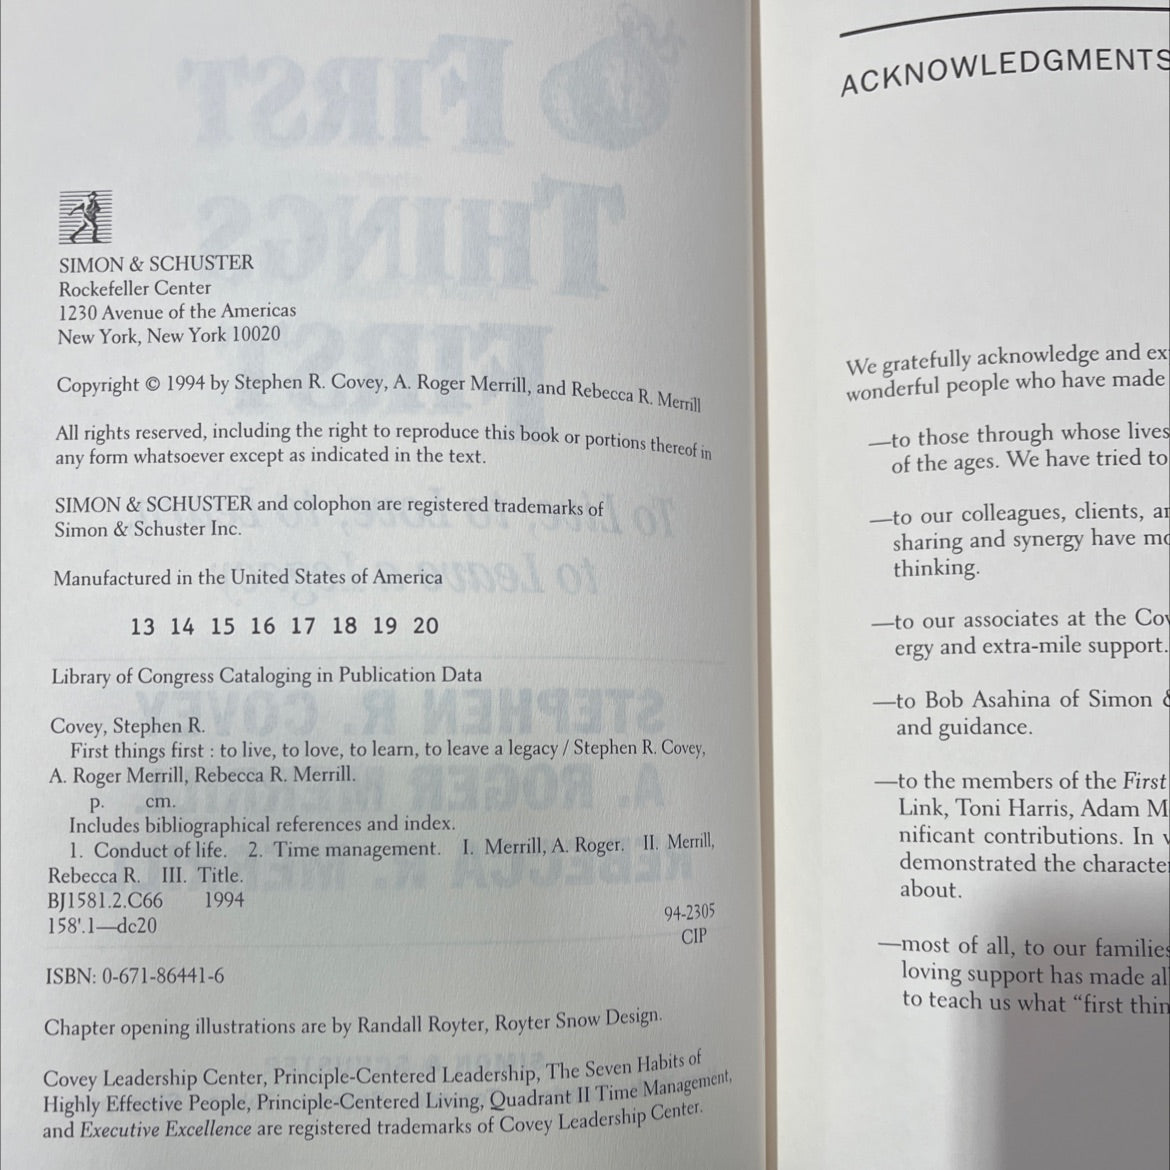 SIMON & SCHUSTER
Rockefeller Center
1230 Avenue of the Americas
New York, New York 10020
Copyright © 1994 by Stephen R. Covey, A. Roger Merrill, and Rebecca R. Merrill
All rights reserved, including the right to reproduce this book or portions thereof in
any form whatsoever except as indicated in the text.
SIMON & SCHUSTER and colophon are registered trademarks of
Simon & Schuster Inc.
Manufactured in the United States of America
13 14 15 16 17 18 19 20
Library of Congress Cataloging in Publication Data
Covey, Stephen R.
First things first : to live, to love, to learn, to leave a legacy / Stephen R. Covey,
A. Roger Merrill, Rebecca R. Merrill.
p. cm.
Includes bibliographical references and index.
1. Conduct of life. 2. Time management. I. Merrill, A. Roger. II. Merrill,
Rebecca R. III. Title.
BJ1581.2.C66 1994
158'.1—dc20
94-2305
CIP
ISBN: 0-671-86441-6
Chapter opening illustrations are by Randall Royter, Royter Snow Design.
Covey Leadership Center, Principle-Centered Leadership, The Seven Habits of
Highly Effective People, Principle-Centered Living, Quadrant II Time Management,
and Executive Excellence are registered trademarks of Covey Leadership Center.
ACKNOWLEDGMENTS
We gratefully acknowledge and ex
wonderful people who have made
—to those through whose lives
of the ages. We have tried to
—to our colleagues, clients, an
sharing and synergy have mo
thinking.
—to our associates at the Cov
ergy and extra-mile support.
—to Bob Asahina of Simon &
and guidance.
—to the members of the First
Link, Toni Harris, Adam M
nificant contributions. In v
demonstrated the character
about.
—most of all, to our families
loving support has made al
to teach us what “first thin